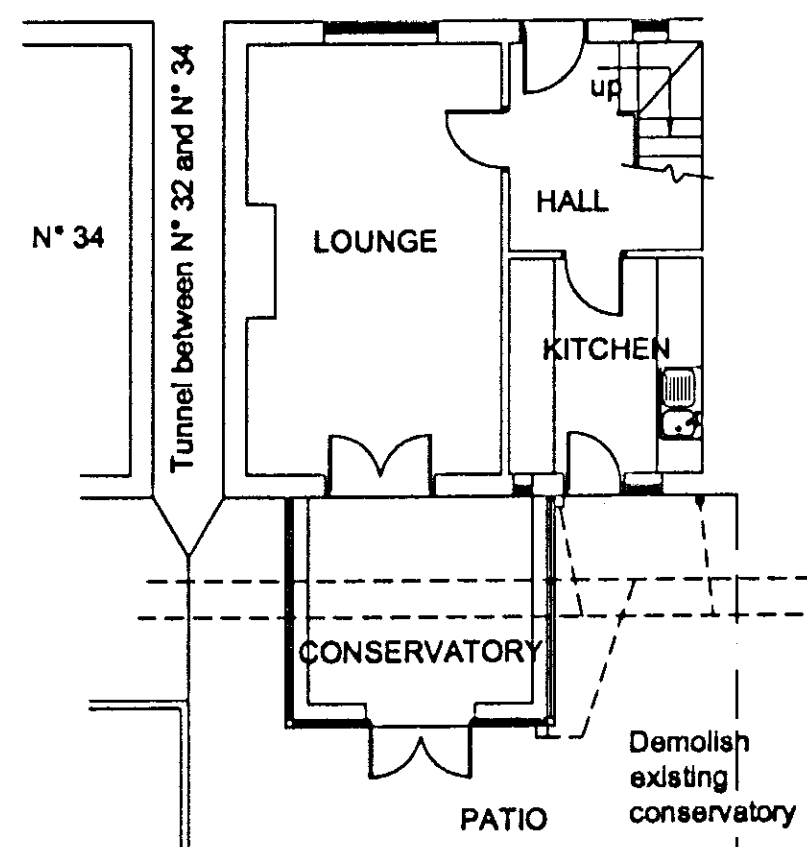 Tunnel between N° 32 and N° 34
up
HALL
N° 34
LOUNGE
KITCHEN
CONSERVATORY
Demolish
existing
conservatory
PATIO